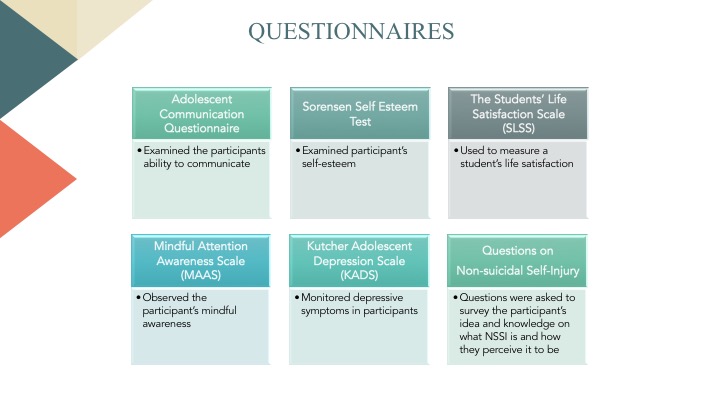 QUESTIONNAIRES
Adolescent
Communication
Questionnaire
• Examined the participants
ability to communicate
Sorensen Self Esteem
Test
• Examined participant's
self-esteem
The Students' Life
Satisfaction Scale
(SLSS)
• Used to measure a
student's life satisfaction
Mindful Attention
Awareness Scale
(MAAS)
• Observed the
participant's mindful
awareness
Kutcher Adolescent
Depression Scale
(KADS)
• Monitored depressive
symptoms in participants
Questions on
Non-suicidal Self-Injury
• Questions were asked to
survey the participant's
idea and knowledge on
what NSSI is and how
they perceive it to be